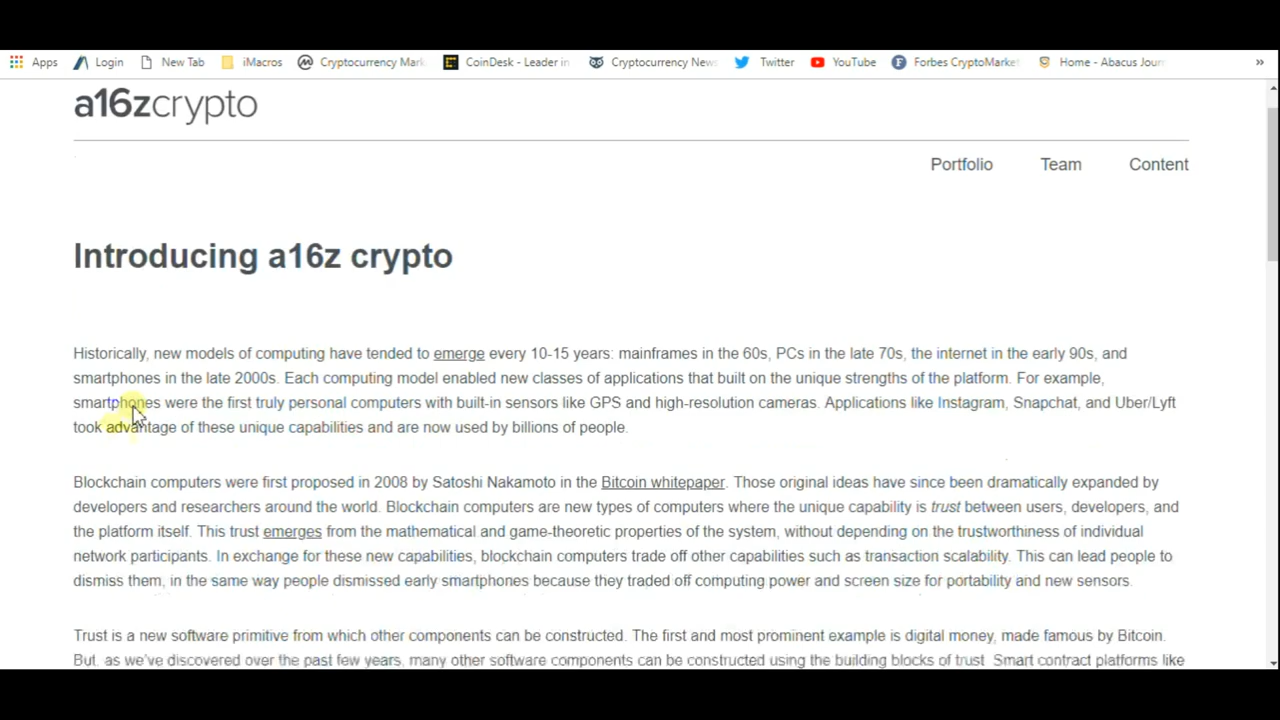 Apps Login New Tab iMacros Cryptocurrency Mark CoinDesk - Leader in Cryptocurrency News Twitter YouTube Forbes CryptoMarket Home - Abacus Jour »
a16zcrypto
Portfolio Team Content
Introducing a16z crypto
Historically, new models of computing have tended to emerge every 10-15 years: mainframes in the 60s, PCs in the late 70s, the internet in the early 90s, and
smartphones in the late 2000s. Each computing model enabled new classes of applications that built on the unique strengths of the platform. For example,
smartphones were the first truly personal computers with built-in sensors like GPS and high-resolution cameras. Applications like Instagram, Snapchat, and Uber/Lyft
took advantage of these unique capabilities and are now used by billions of people.
Blockchain computers were first proposed in 2008 by Satoshi Nakamoto in the Bitcoin whitepaper. Those original ideas have since been dramatically expanded by
developers and researchers around the world. Blockchain computers are new types of computers where the unique capability is trust between users, developers, and
the platform itself. This trust emerges from the mathematical and game-theoretic properties of the system, without depending on the trustworthiness of individual
network participants. In exchange for these new capabilities, blockchain computers trade off other capabilities such as transaction scalability. This can lead people to
dismiss them, in the same way people dismissed early smartphones because they traded off computing power and screen size for portability and new sensors.
Trust is a new software primitive from which other components can be constructed. The first and most prominent example is digital money, made famous by Bitcoin.
But, as we've discovered over the past few years, many other software components can be constructed using the building blocks of trust. Smart contract platforms like